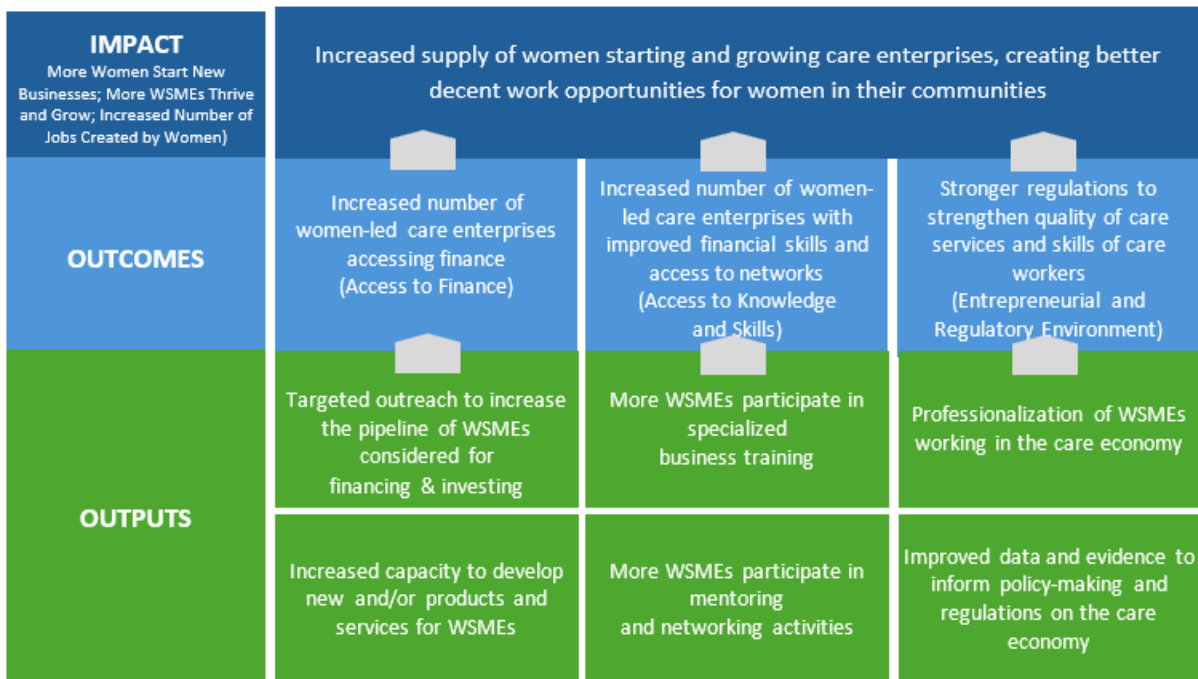 IMPACT
More Women Start New
Businesses; More WSMEs Thrive
and Grow; Increased Number of
Jobs Created by Women)
Increased supply of women starting and growing care enterprises, creating better
decent work opportunities for women in their communities
OUTCOMES
Increased number of
women-led care enterprises
accessing finance
(Access to Finance)
Increased number of women-
led care enterprises with
improved financial skills and
access to networks
(Access to Knowledge
and Skills)
Stronger regulations to
strengthen quality of care
services and skills of care
workers
(Entrepreneurial and
Regulatory Environment)
OUTPUTS
Targeted outreach to increase
the pipeline of WSMEs
considered for
financing & investing
More WSMEs participate in
specialized
business training
Professionalization of WSMEs
working in the care economy
Increased capacity to develop
new and/or products and
services for WSMEs
More WSMEs participate in
mentoring
and networking activities
Improved data and evidence to
inform policy-making and
regulations on the care
economy